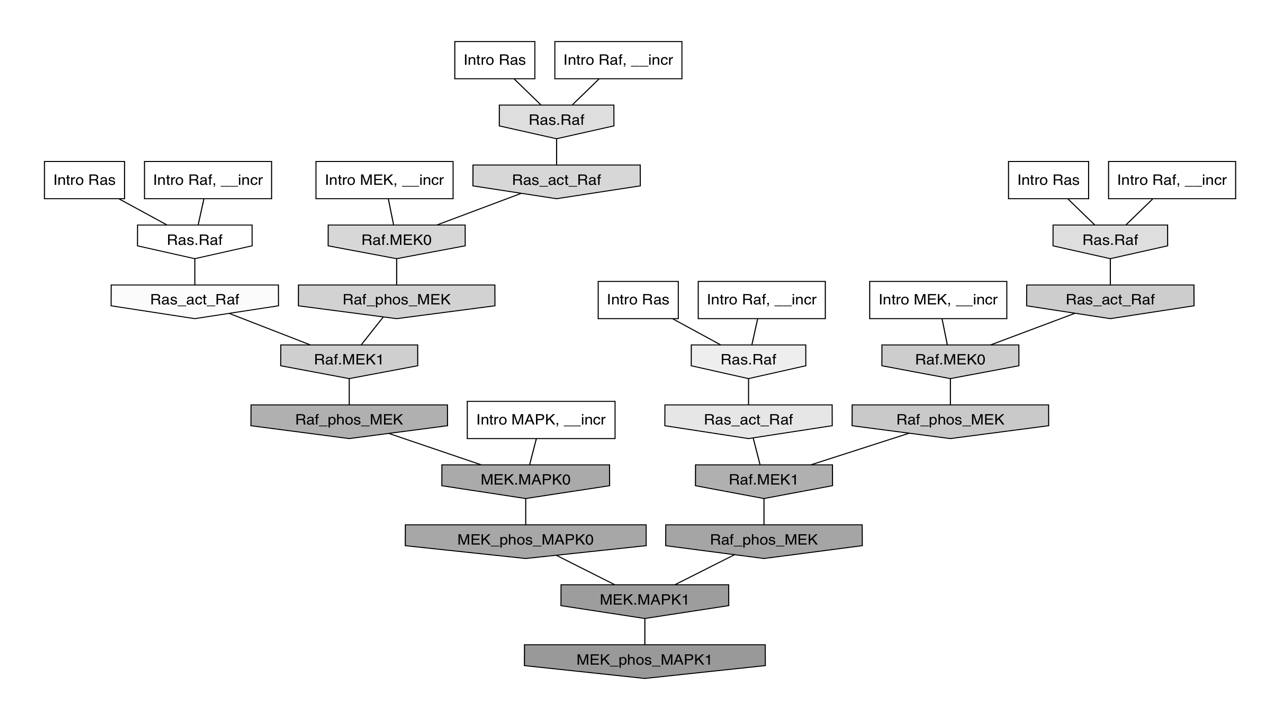 Intro Ras
Intro Raf, __incr
Ras.Raf
Intro Ras
Intro Raf, __incr
Intro MEK, __incr
Ras_act_Raf
Intro Ras
Intro Raf, __incr
Ras.Raf
Raf.MEK0
Ras.Raf
Ras_act_Raf
Raf_phos_MEK
Intro Ras
Intro Raf, __incr
Intro MEK, __incr
Ras_act_Raf
Raf.MEK1
Ras.Raf
Raf.MEK0
Raf_phos_MEK
Intro MAPK, __incr
Ras_act_Raf
Raf_phos_MEK
MEK.MAPK0
Raf.MEK1
MEK_phos_MAPK0
Raf_phos_MEK
MEK.MAPK1
MEK_phos_MAPK1